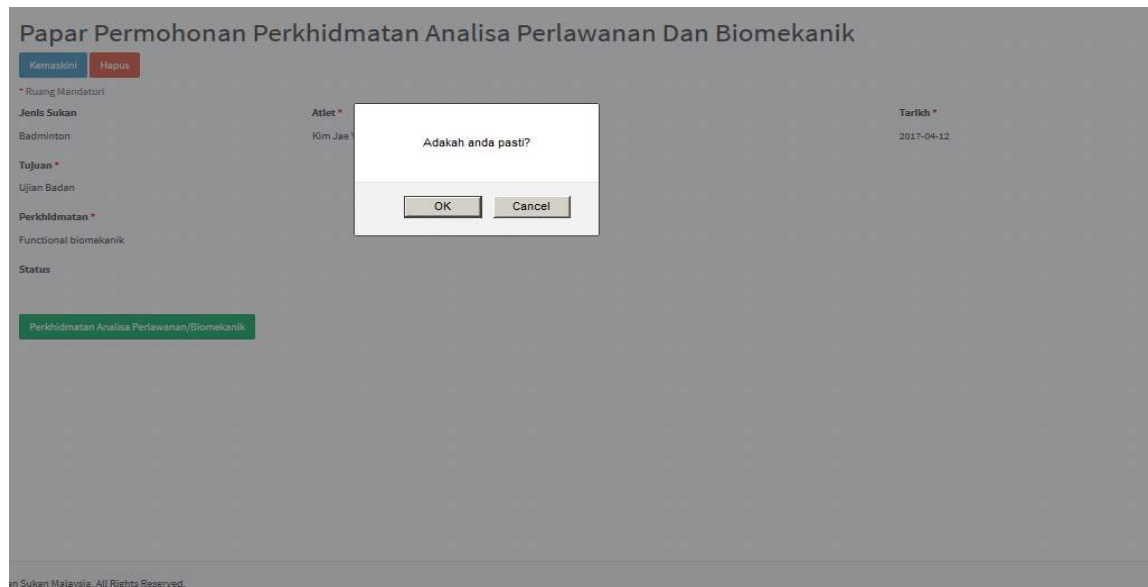 Papar Permohonan Perkhidmatan Analisa Perlawanan Dan Biomekanik
Kemaskini Hapus
* Ruang Mandatori
Jenis Sukan Atlet * Tarikh *
Badminton Kim Jae 2017-04-12
Adakah anda pasti?
Tujuan *
Ujian Badan
OK Cancel
Perkhidmatan *
Functional biomekanik
Status
Perkhidmatan Analisa Perlawanan/Biomekanik
Sukan Malaysia. All Rights Reserved.